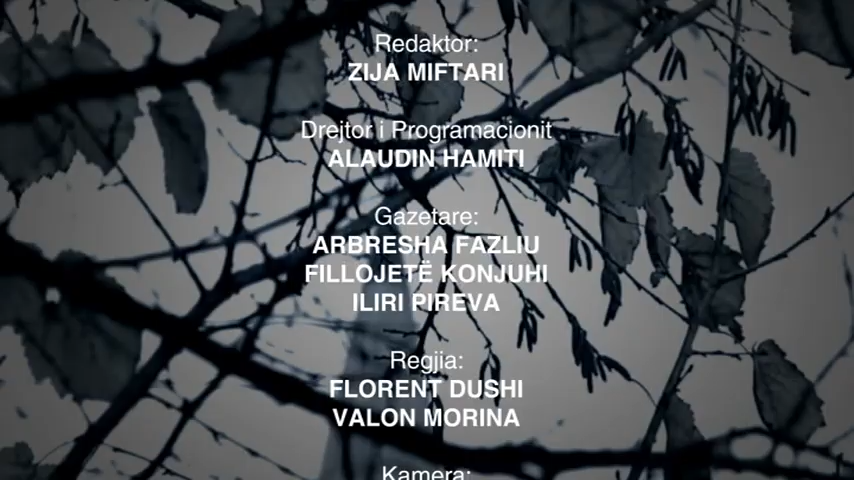 Redaktor:
ZIJA MIFTARI
Drejtor i Programacionit
ALAUDIN HAMITI
Gazetare:
ARBRESHA FAZLIU
FILLOJETË KONJUHI
ILIRI PIREVA
Regjia:
FLORENT DUSHI
VALON MORINA
Kamera: